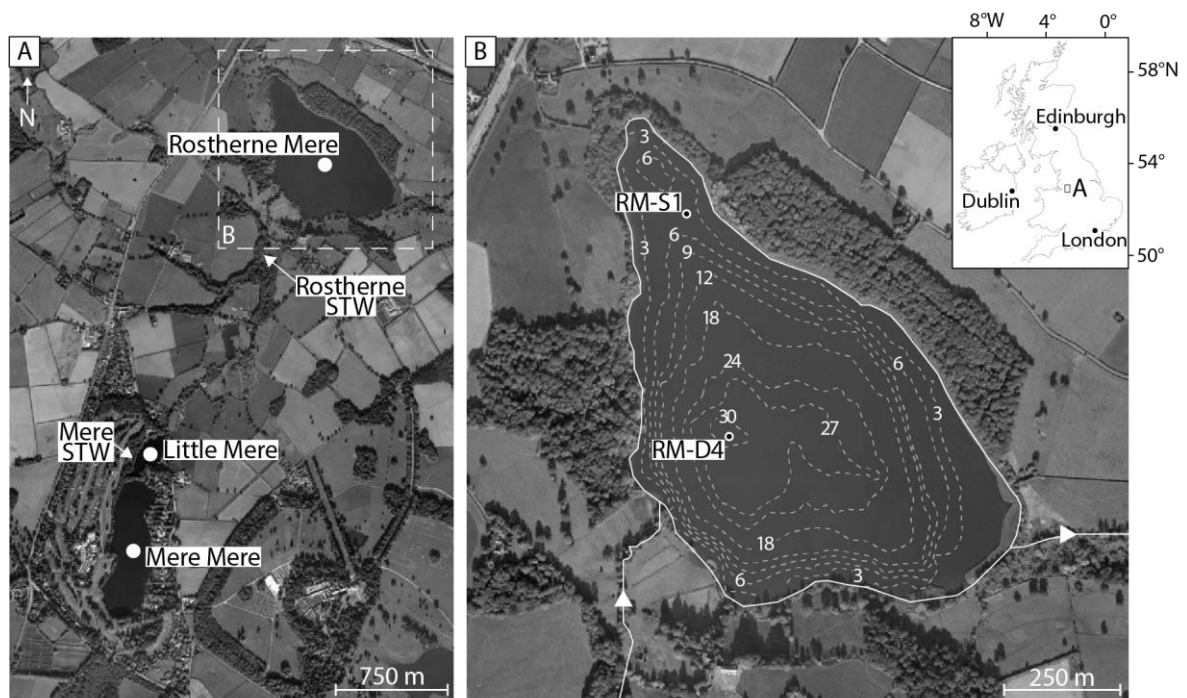 A
N
Rostherne Mere
B
Rostherne
STW
Mere
STW
Little Mere
Mere Mere
750 m
B
3
6
RM-S1
6
3
9
12
18
24
6
3
30
27
RM-D4
18
6
3
250 m
8°W 4° 0°
58°N
Edinburgh
54°
A
Dublin
London
50°